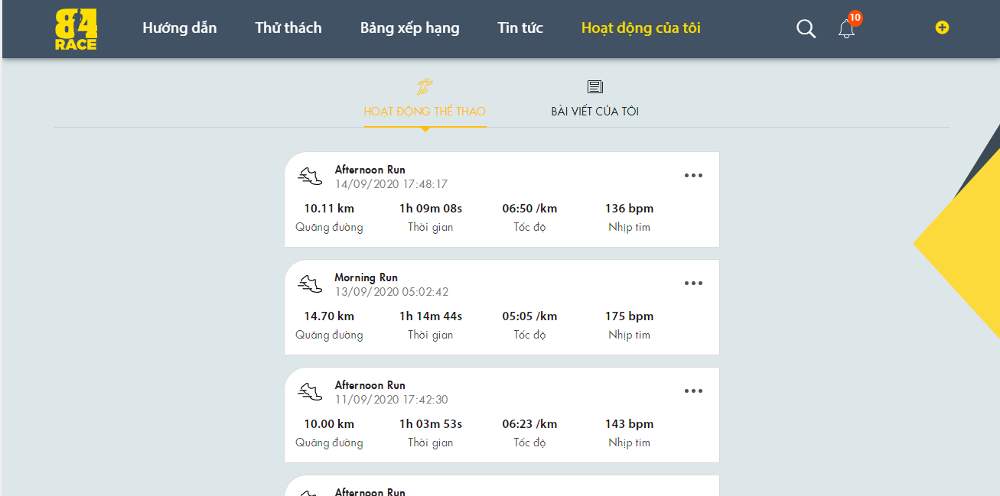 84
RACE
Hướng dẫn Thử thách Bảng xếp hạng Tin tức Hoạt động của tôi 10
HOẠT ĐỘNG THỂ THAO BÀI VIẾT CỦA TÔI
Afternoon Run
14/09/2020 17:48:17
10.11 km 1h 09m 08s 06:50 /km 136 bpm
Quãng đường Thời gian Tốc độ Nhịp tim
Morning Run
13/09/2020 05:02:42
14.70 km 1h 14m 44s 05:05 /km 175 bpm
Quãng đường Thời gian Tốc độ Nhịp tim
Afternoon Run
11/09/2020 17:42:30
10.00 km 1h 03m 53s 06:23 /km 143 bpm
Quãng đường Thời gian Tốc độ Nhịp tim
Afternoon Run